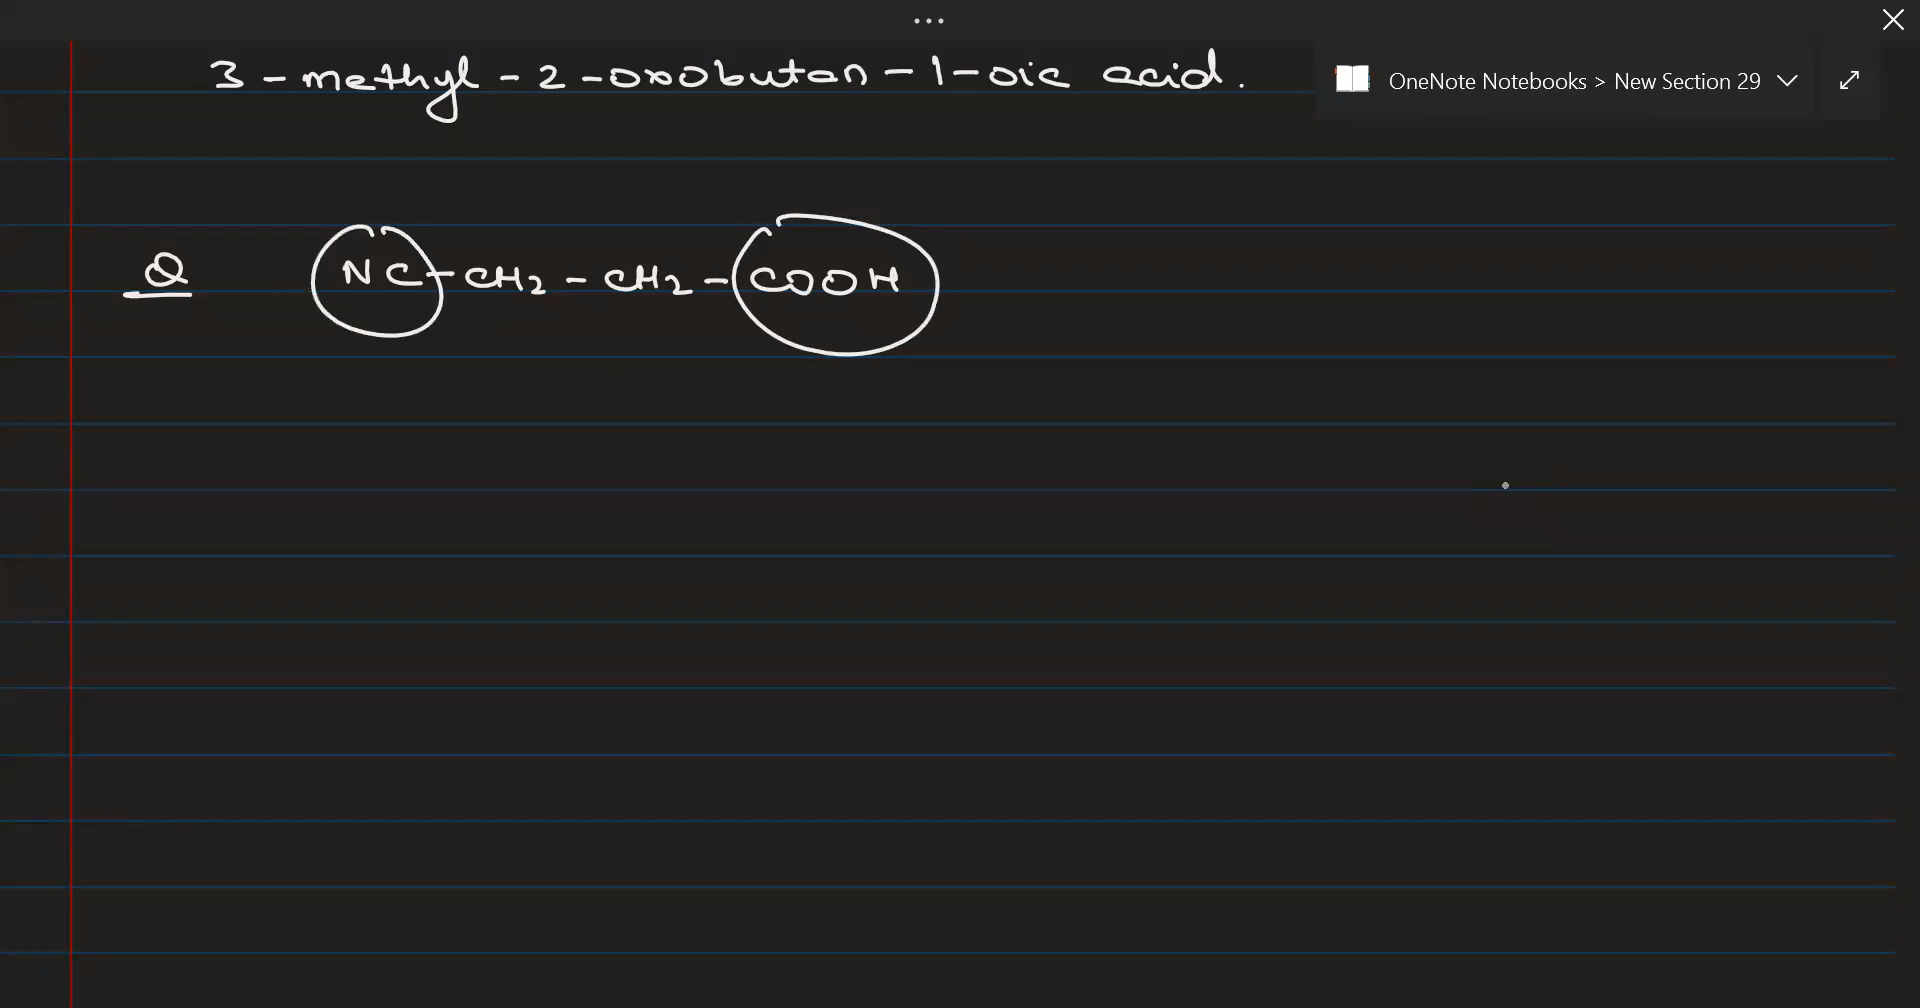 3-methyl-2-oxobutan-1-oic acid.
OneNote Notebooks > New Section 29
Q NC-CH2-CH2-COOH